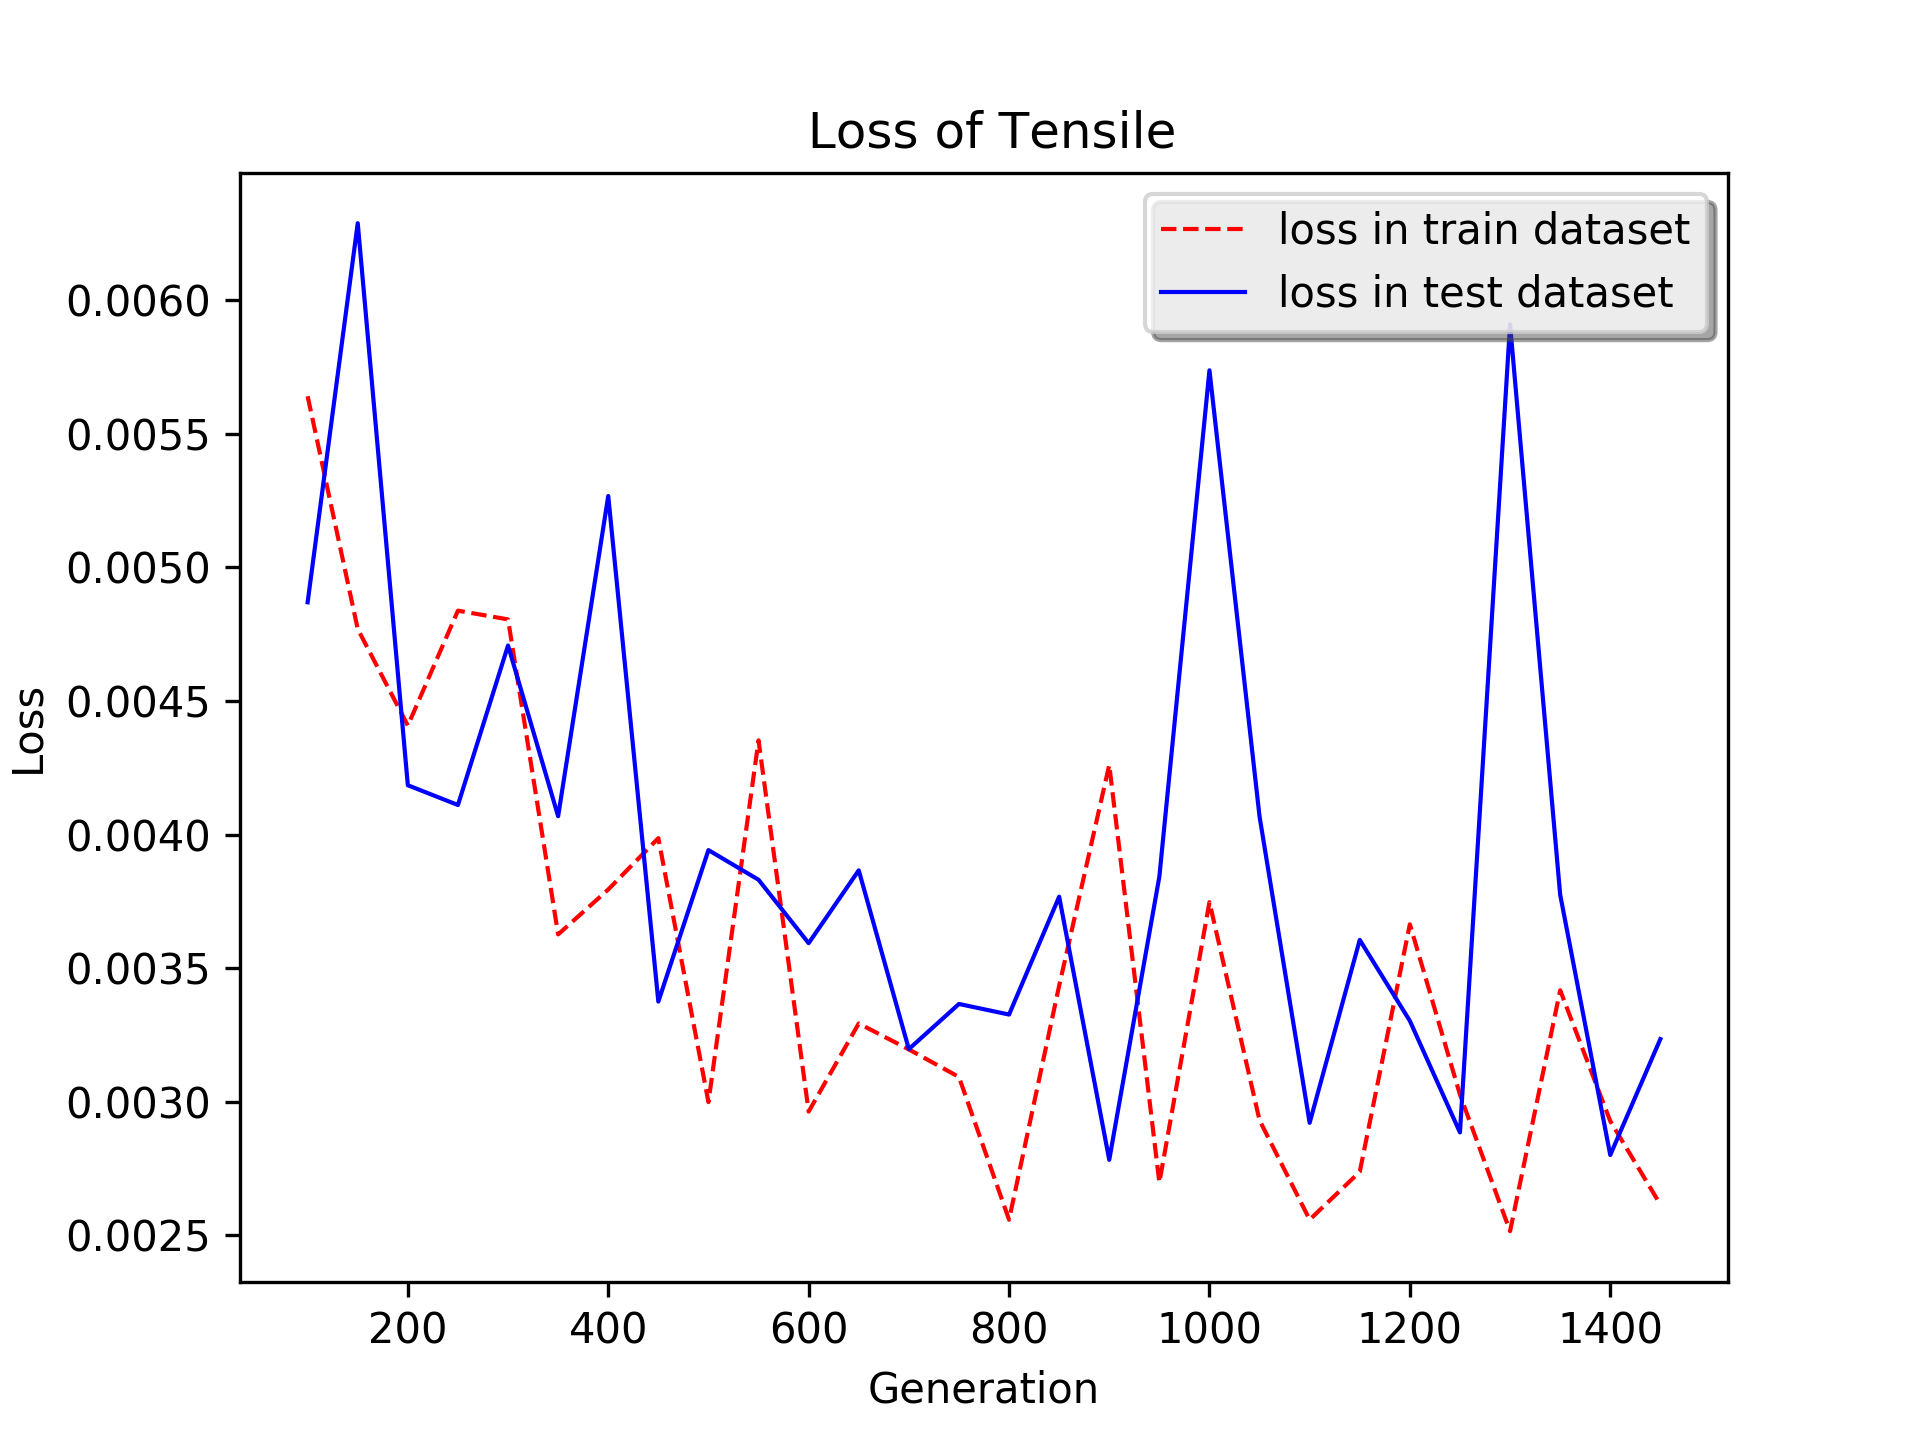 Loss of Tensile
loss in train dataset
loss in test dataset
0.0060
0.0055
0.0050
0.0045
0.0040
0.0035
0.0030
0.0025
Loss
200 400 600 800 1000 1200 1400
Generation